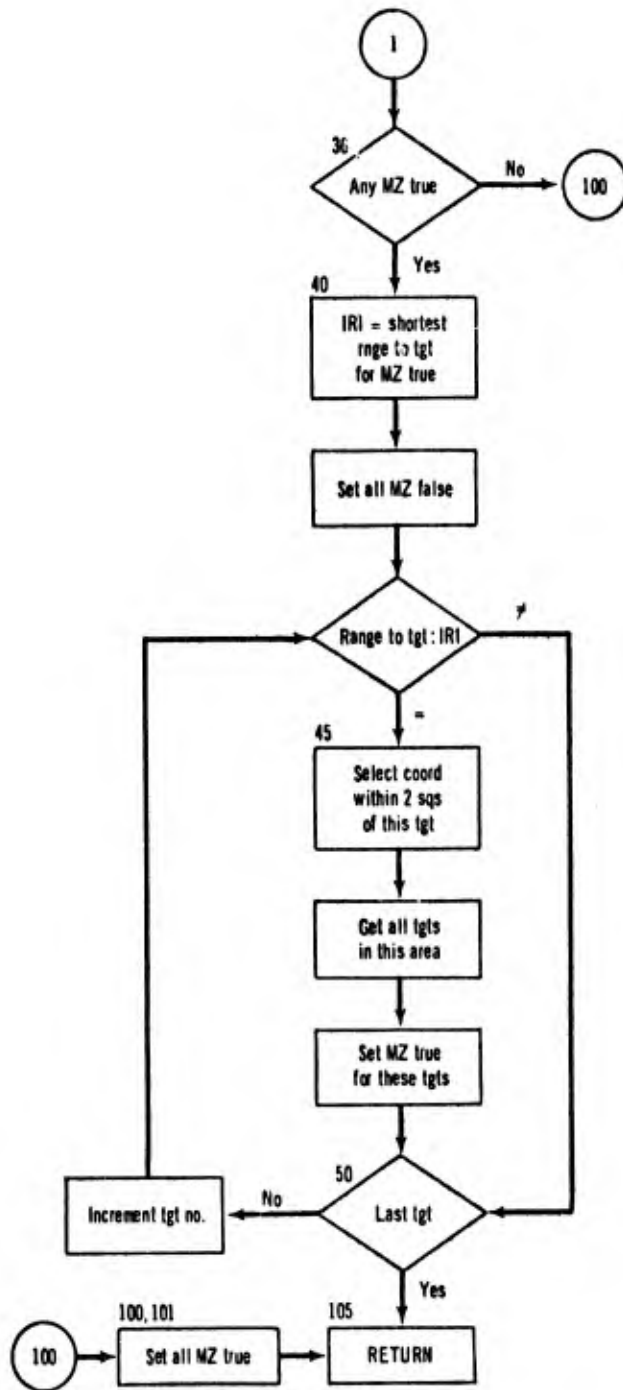 1
36
Any MZ true
No
100
Yes
40
IRI = shortest
rnge to tgt
for MZ true
Set all MZ false
Range to tgt : IRI
≠
=
45
Select coord
within 2 sqs
of this tgt
Get all tgts
in this area
Set MZ true
for these tgts
50
Last tgt
No
Increment tgt no.
Yes
100
100, 101
Set all MZ true
105
RETURN